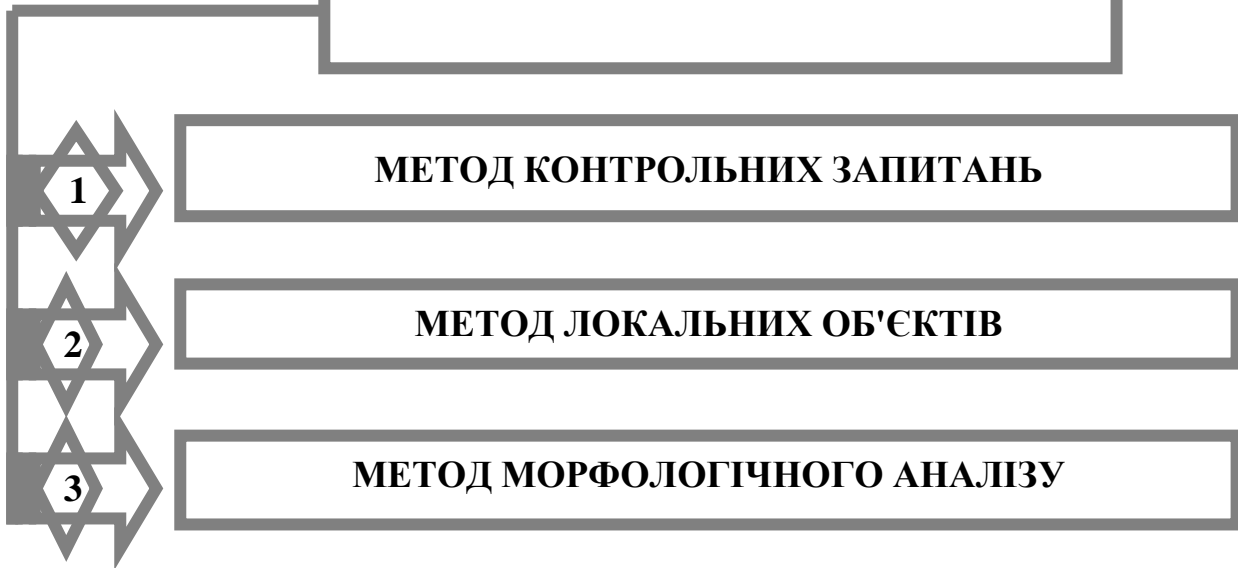 1
МЕТОД КОНТРОЛЬНИХ ЗАПИТАНЬ
2
МЕТОД ЛОКАЛЬНИХ ОБ'ЄКТІВ
3
МЕТОД МОРФОЛОГІЧНОГО АНАЛІЗУ